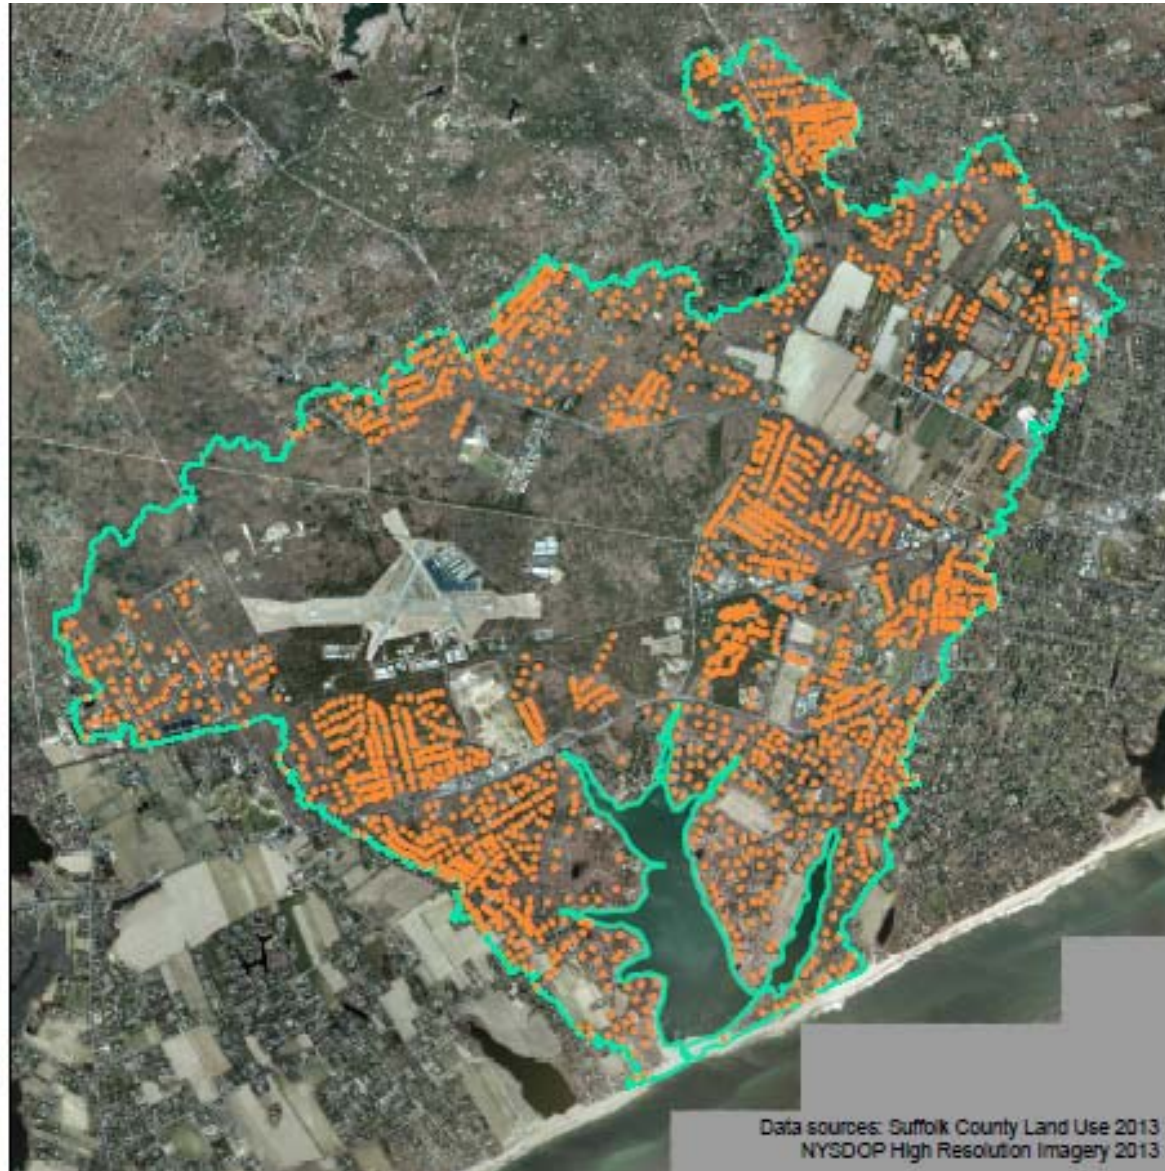 Data sources: Suffolk County Land Use 2013
NYSDOP High Resolution Imagery 2013